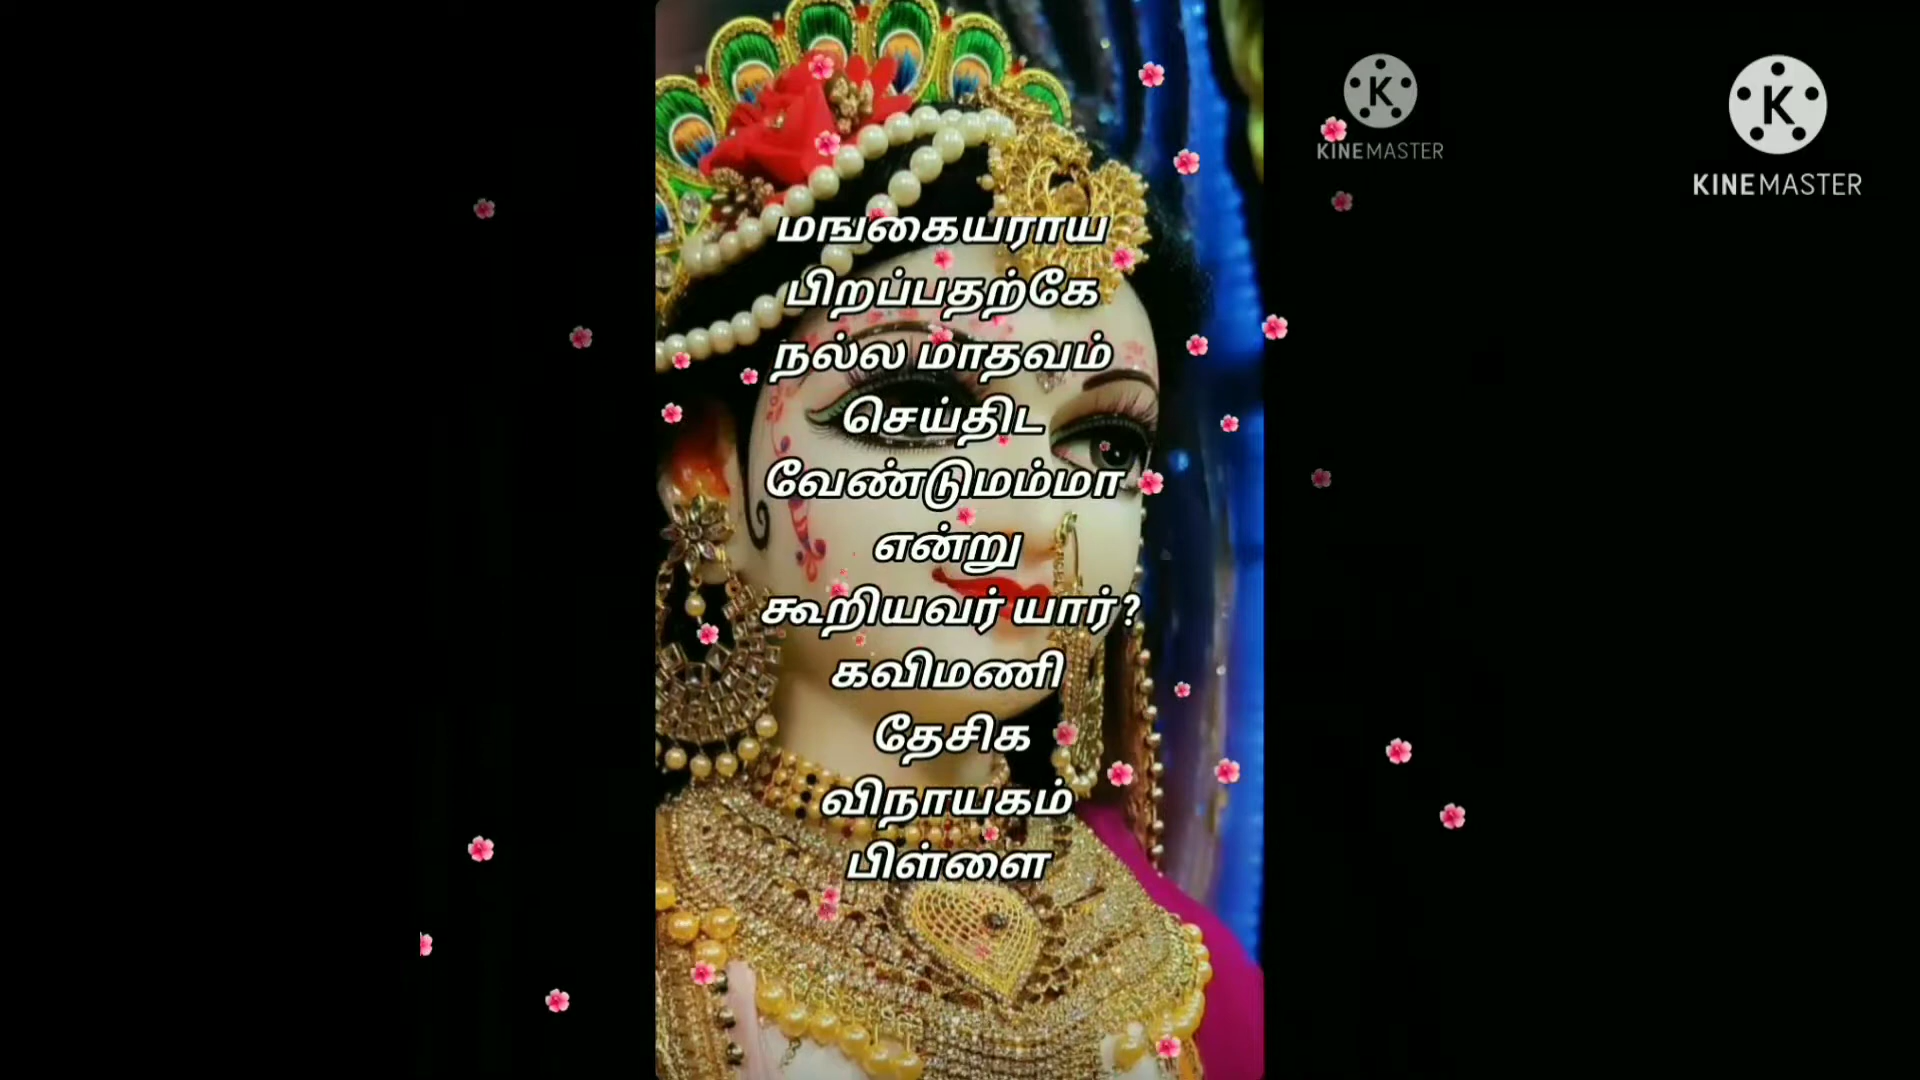 மங்கையராய
பிறப்பதற்கே
நல்ல மாதவம்
செய்திட
வேண்டுமம்மா
என்று
கூறியவர் யார்?
கவிமணி
தேசிக
விநாயகம்
பிள்ளை
K
KINEMASTER
K
KINEMASTER